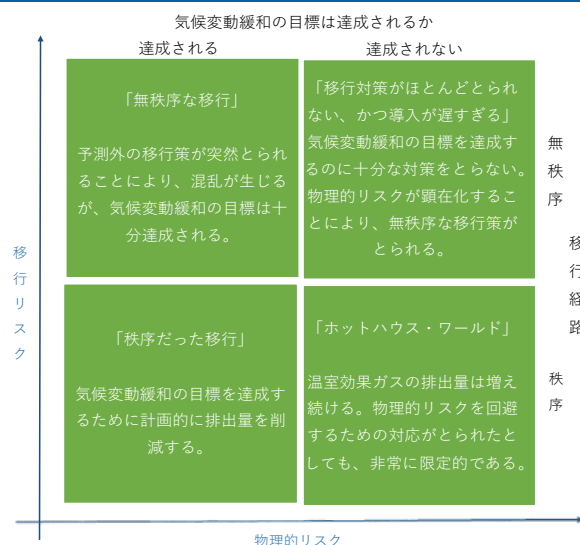 気候変動緩和の目標は達成されるか
達成される
達成されない
「無秩序な移行」
予測外の移行策が突然とられ
ることにより、混乱が生じる
が、気候変動緩和の目標は十
分達成される。
「移行対策がほとんどとられ
ない、かつ導入が遅すぎる」
気候変動緩和の目標を達成す
るのに十分な対策をとらない。
物理的リスクが顕在化するこ
とにより、無秩序な移行策が
とられる。
無秩序
移行リスク
移行経路
「秩序だった移行」
気候変動緩和の目標を達成す
るために計画的に排出量を削
減する。
「ホットハウス・ワールド」
温室効果ガスの排出量は増え
続ける。物理的リスクを回避
するための対応がとられたと
しても、非常に限定的である。
秩序
物理的リスク